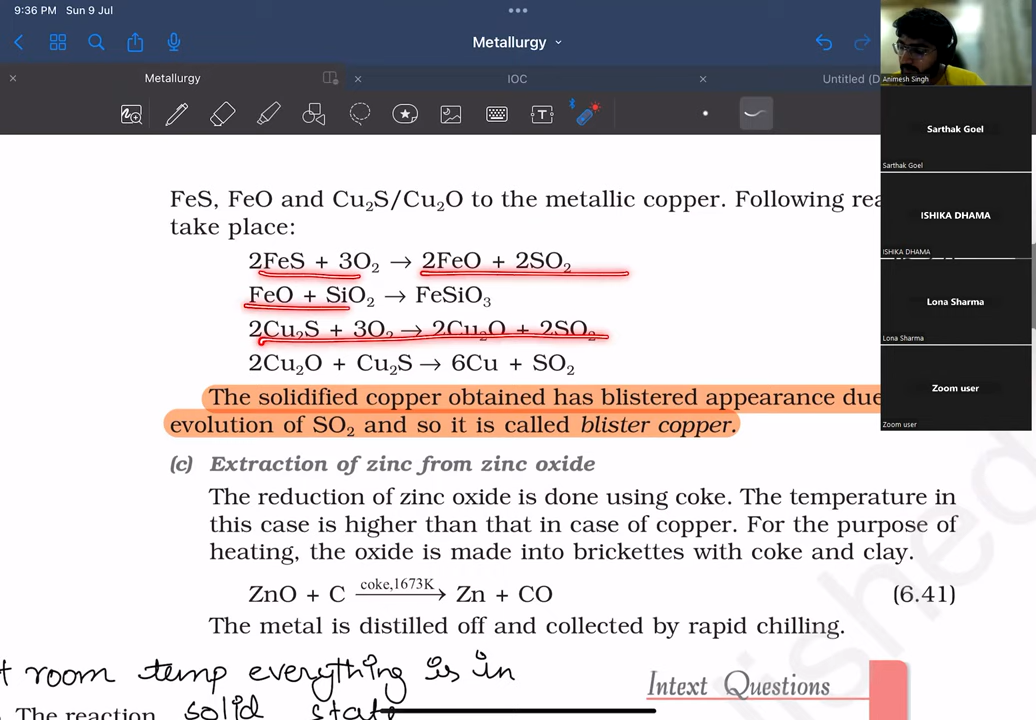 9:36 PM Sun 9 Jul
Metallurgy
Metallurgy
IOC
Untitled (D
Animesh Singh
Sarthak Goel
Sarthak Goel
ISHIKA DHAMA
ISHIKA DHAMA
Lona Sharma
Lona Sharma
Zoom user
Zoom user
FeS, FeO and Cu₂S/Cu₂O to the metallic copper. Following rea
take place:
2FeS + 3O₂ → 2FeO + 2SO₂
FeO + SiO₂ → FeSiO₃
2Cu₂S + 3O₂ → 2Cu₂O + 2SO₂
2Cu₂O + Cu₂S → 6Cu + SO₂
The solidified copper obtained has blistered appearance due
evolution of SO₂ and so it is called blister copper.
(c) Extraction of zinc from zinc oxide
The reduction of zinc oxide is done using coke. The temperature in
this case is higher than that in case of copper. For the purpose of
heating, the oxide is made into brickettes with coke and clay.
ZnO + C coke,1673K → Zn + CO (6.41)
The metal is distilled off and collected by rapid chilling.
t room temp everything is in
Intext Questions
. The reaction solid state
lished